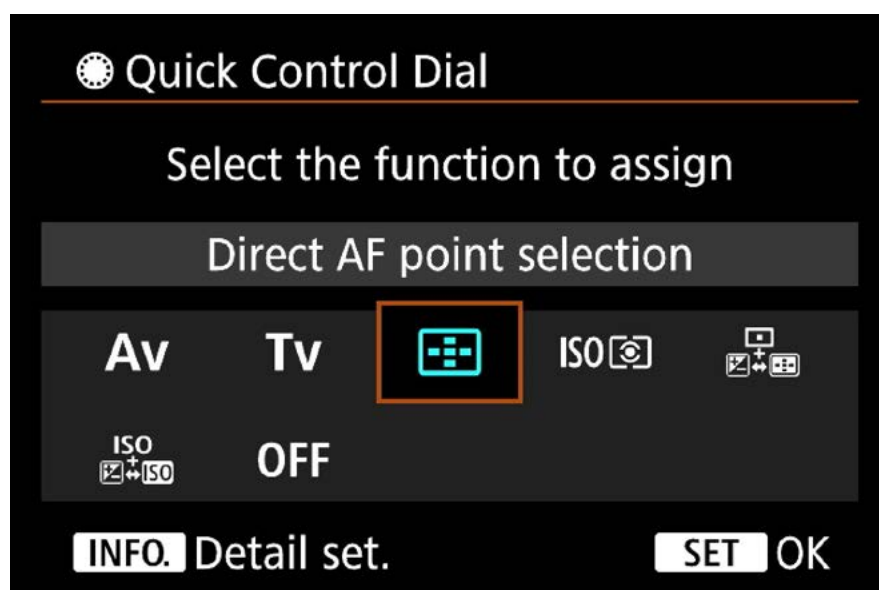 Quick Control Dial
Select the function to assign
Direct AF point selection
Av Tv ISO
ISO
ISO OFF
INFO. Detail set. SET OK